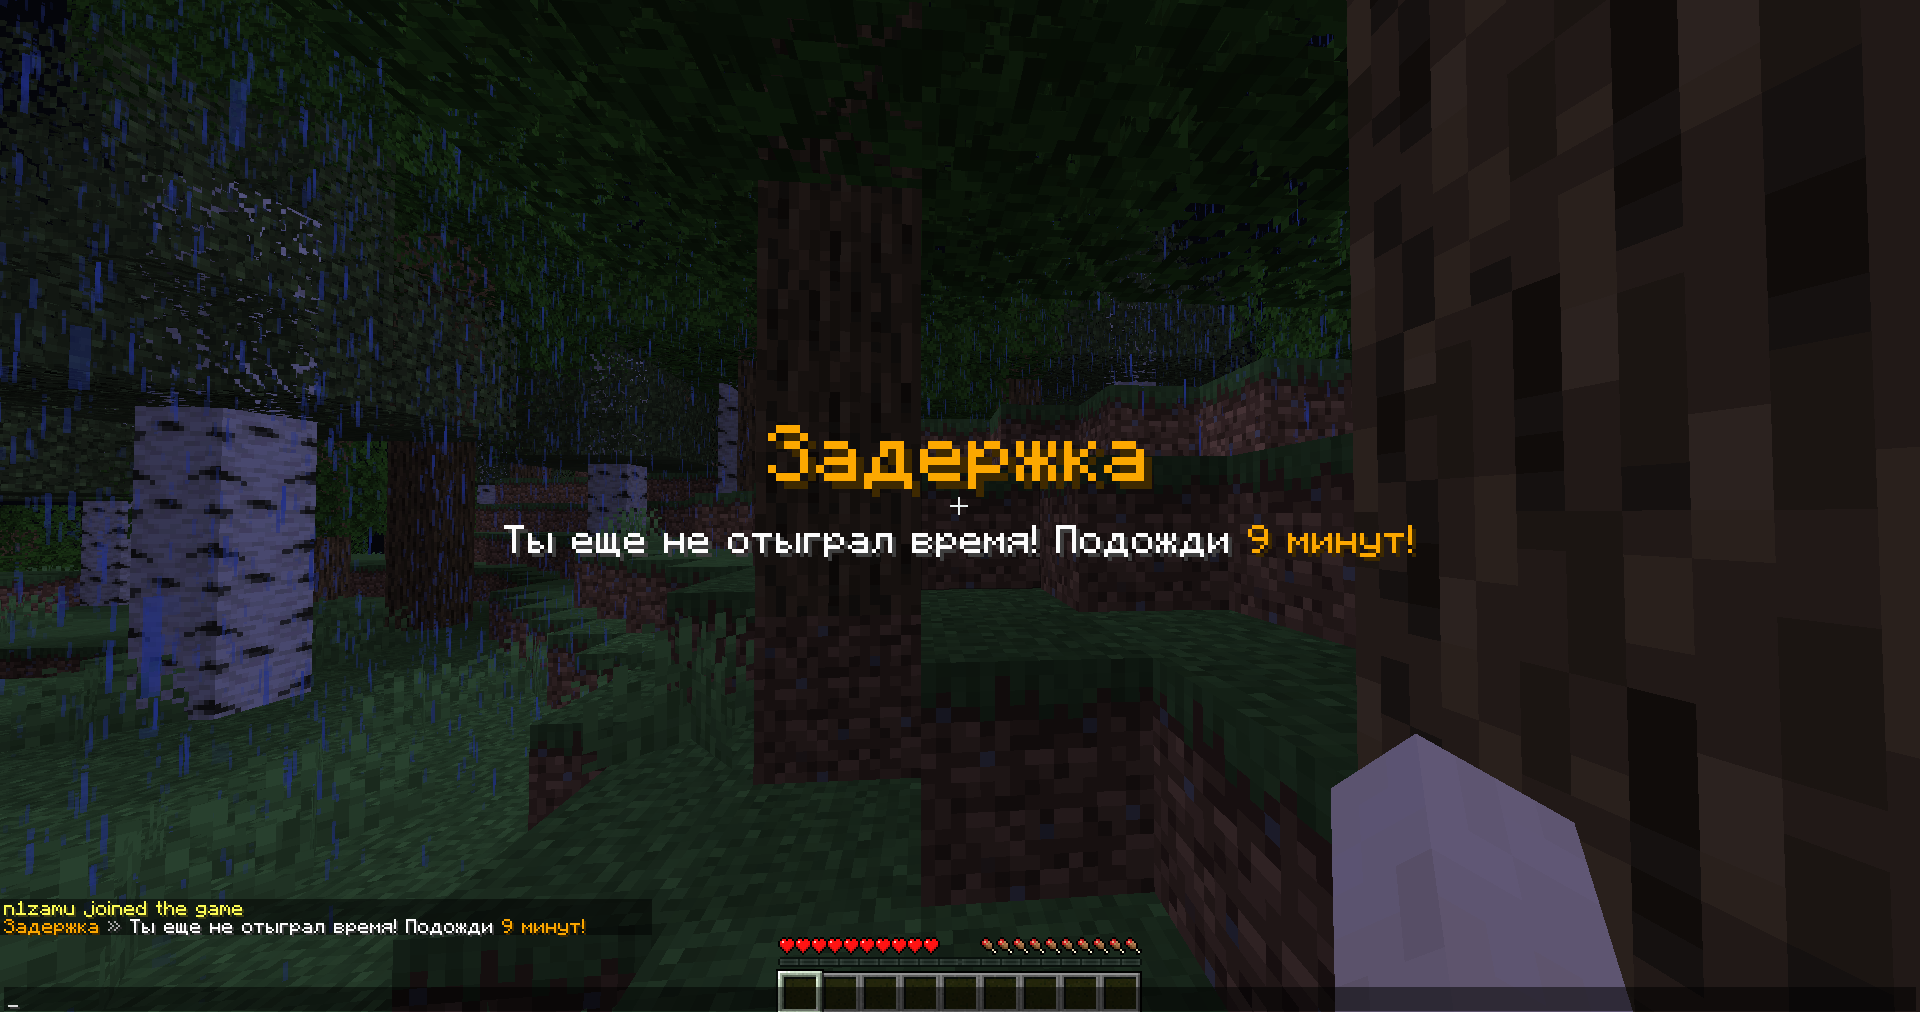 Задержка
Ты еще не отыграл время! Подожди 9 минут!
n1zamu joined the game
Задержка » Ты еще не отыграл время! Подожди 9 минут!
_